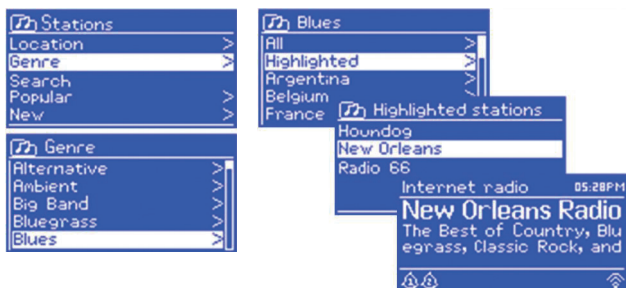 Stations
Location >
Genre >
Search
Popular >
New >
Genre
Alternative >
Ambient >
Big Band >
Bluegrass >
Blues >
Blues
All >
Highlighted >
Argentina >
Belgium
France
Highlighted stations
Houndog
New Orleans
Radio 66
Internet radio 05:28PM
New Orleans Radio
The Best of Country, Blu
egrass, Classic Rock, and
1 2